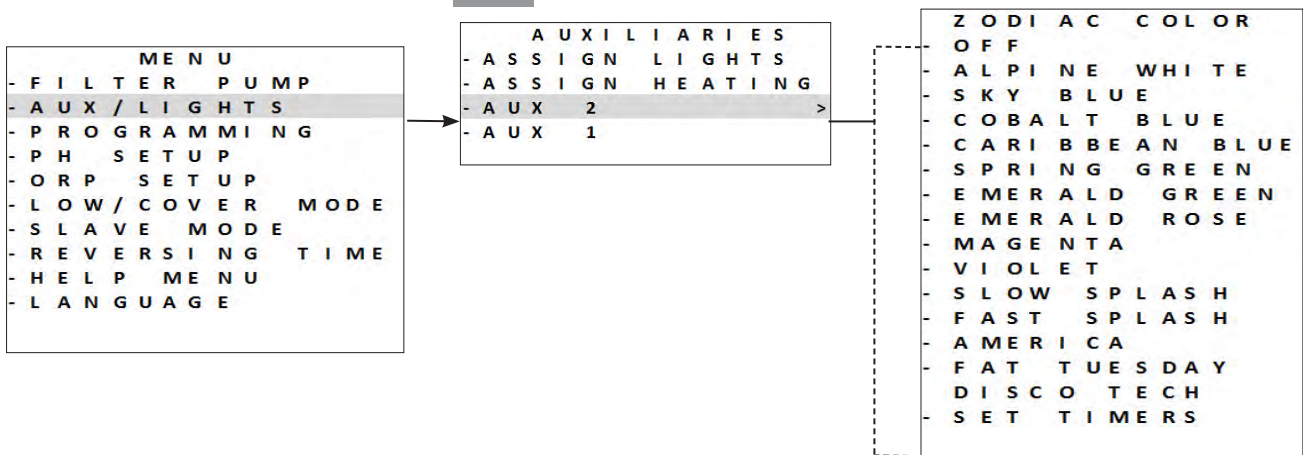 MENU
- FILTER PUMP
- AUX/LIGHTS
- PROGRAMMING
- PH SETUP
- ORP SETUP
- LOW/COVER MODE
- SLAVE MODE
- REVERSING TIME
- HELP MENU
- LANGUAGE
AUXILIARIES
- ASSIGN LIGHTS
- ASSIGN HEATING
- AUX 2 >
- AUX 1
ZODIAC COLOR
- OFF
- ALPINE WHITE
- SKY BLUE
- COBALT BLUE
- CARIBBEAN BLUE
- SPRING GREEN
- EMERALD GREEN
- EMERALD ROSE
- MAGENTA
- VIOLET
- SLOW SPLASH
- FAST SPLASH
- AMERICA
- FAT TUESDAY
DISCO TECH
- SET TIMERS